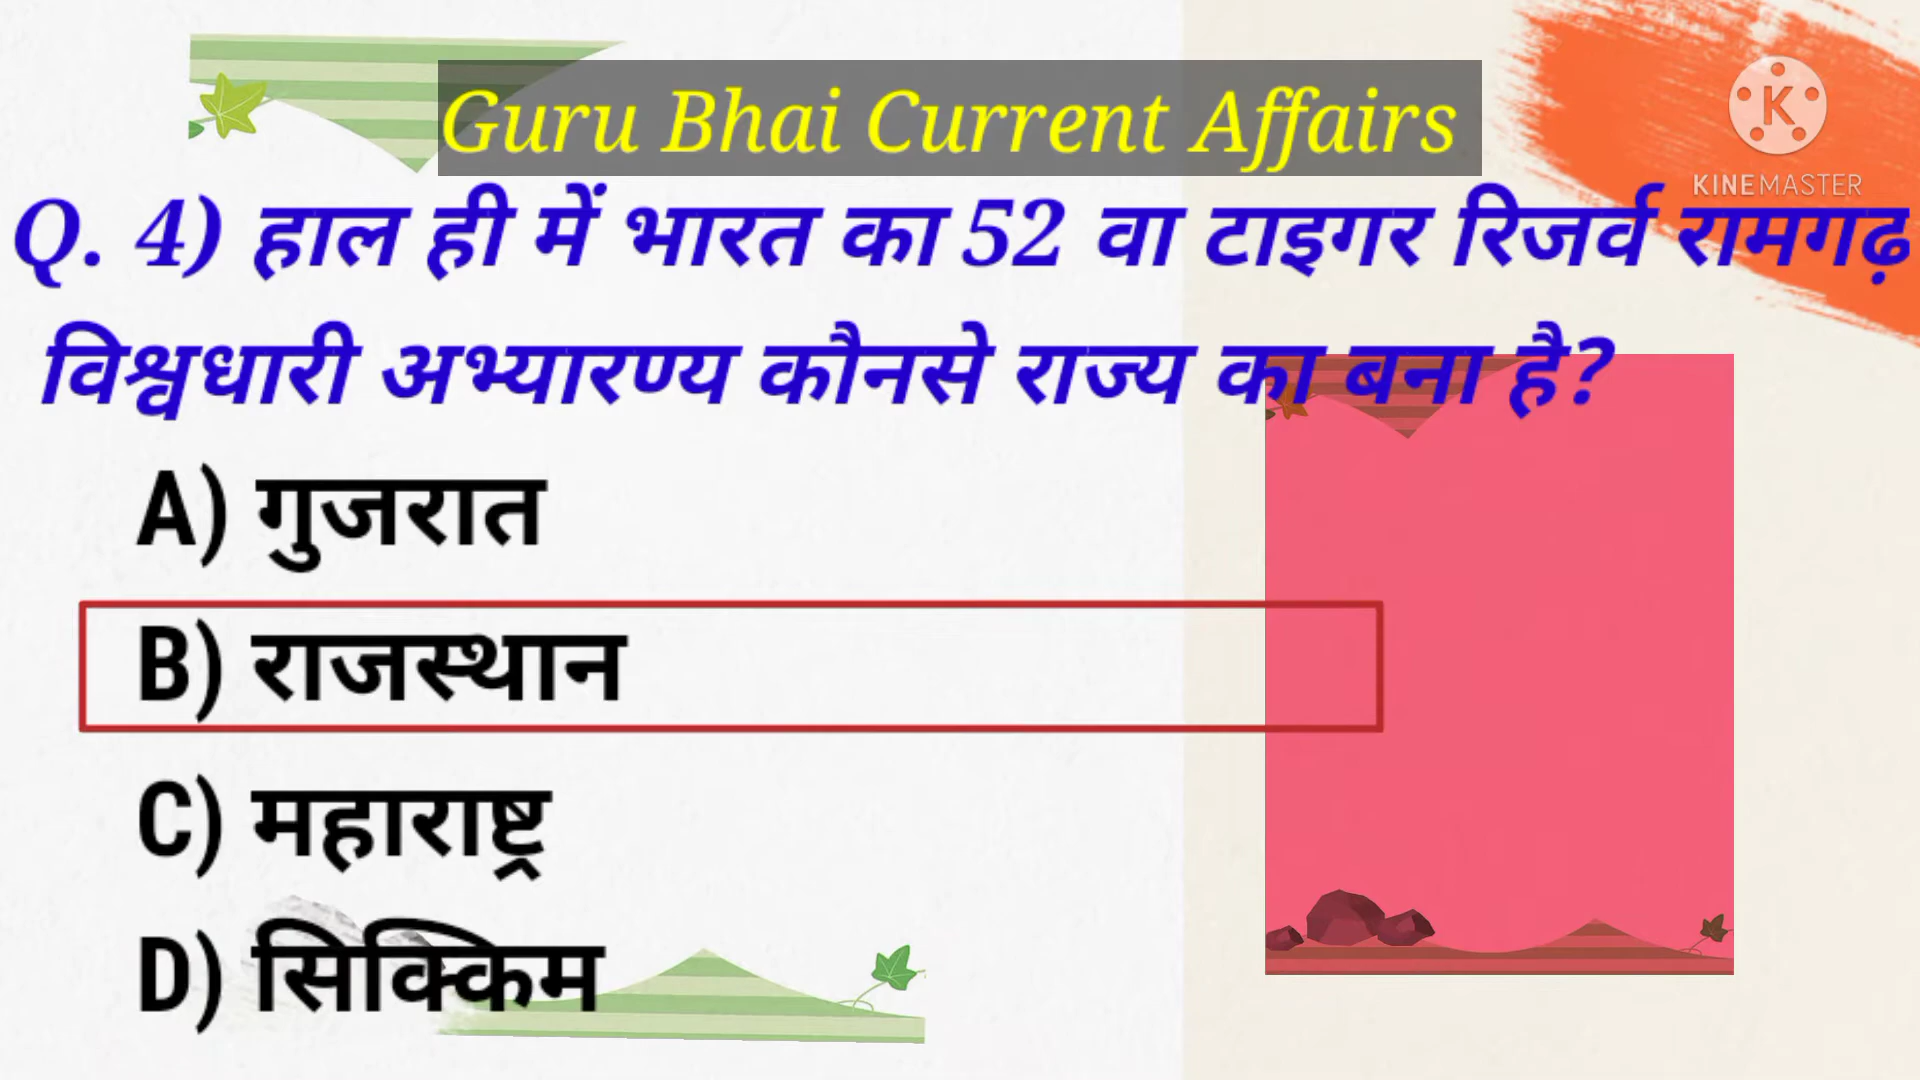 Guru Bhai Current Affairs
KINEMASTER
Q. 4) हाल ही में भारत का 52 वा टाइगर रिजर्व रामगढ़
विश्वधारी अभ्यारण्य कौनसे राज्य का बना है?
A) गुजरात
B) राजस्थान
C) महाराष्ट्र
D) सिक्किम